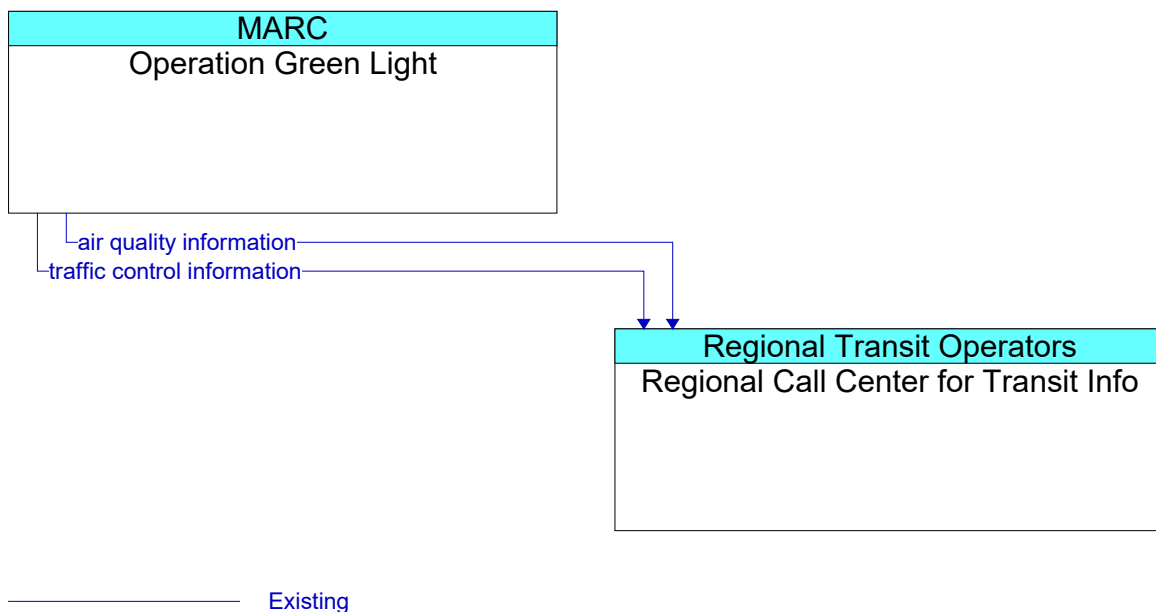 MARC
Operation Green Light
air quality information
traffic control information
Regional Transit Operators
Regional Call Center for Transit Info
Existing